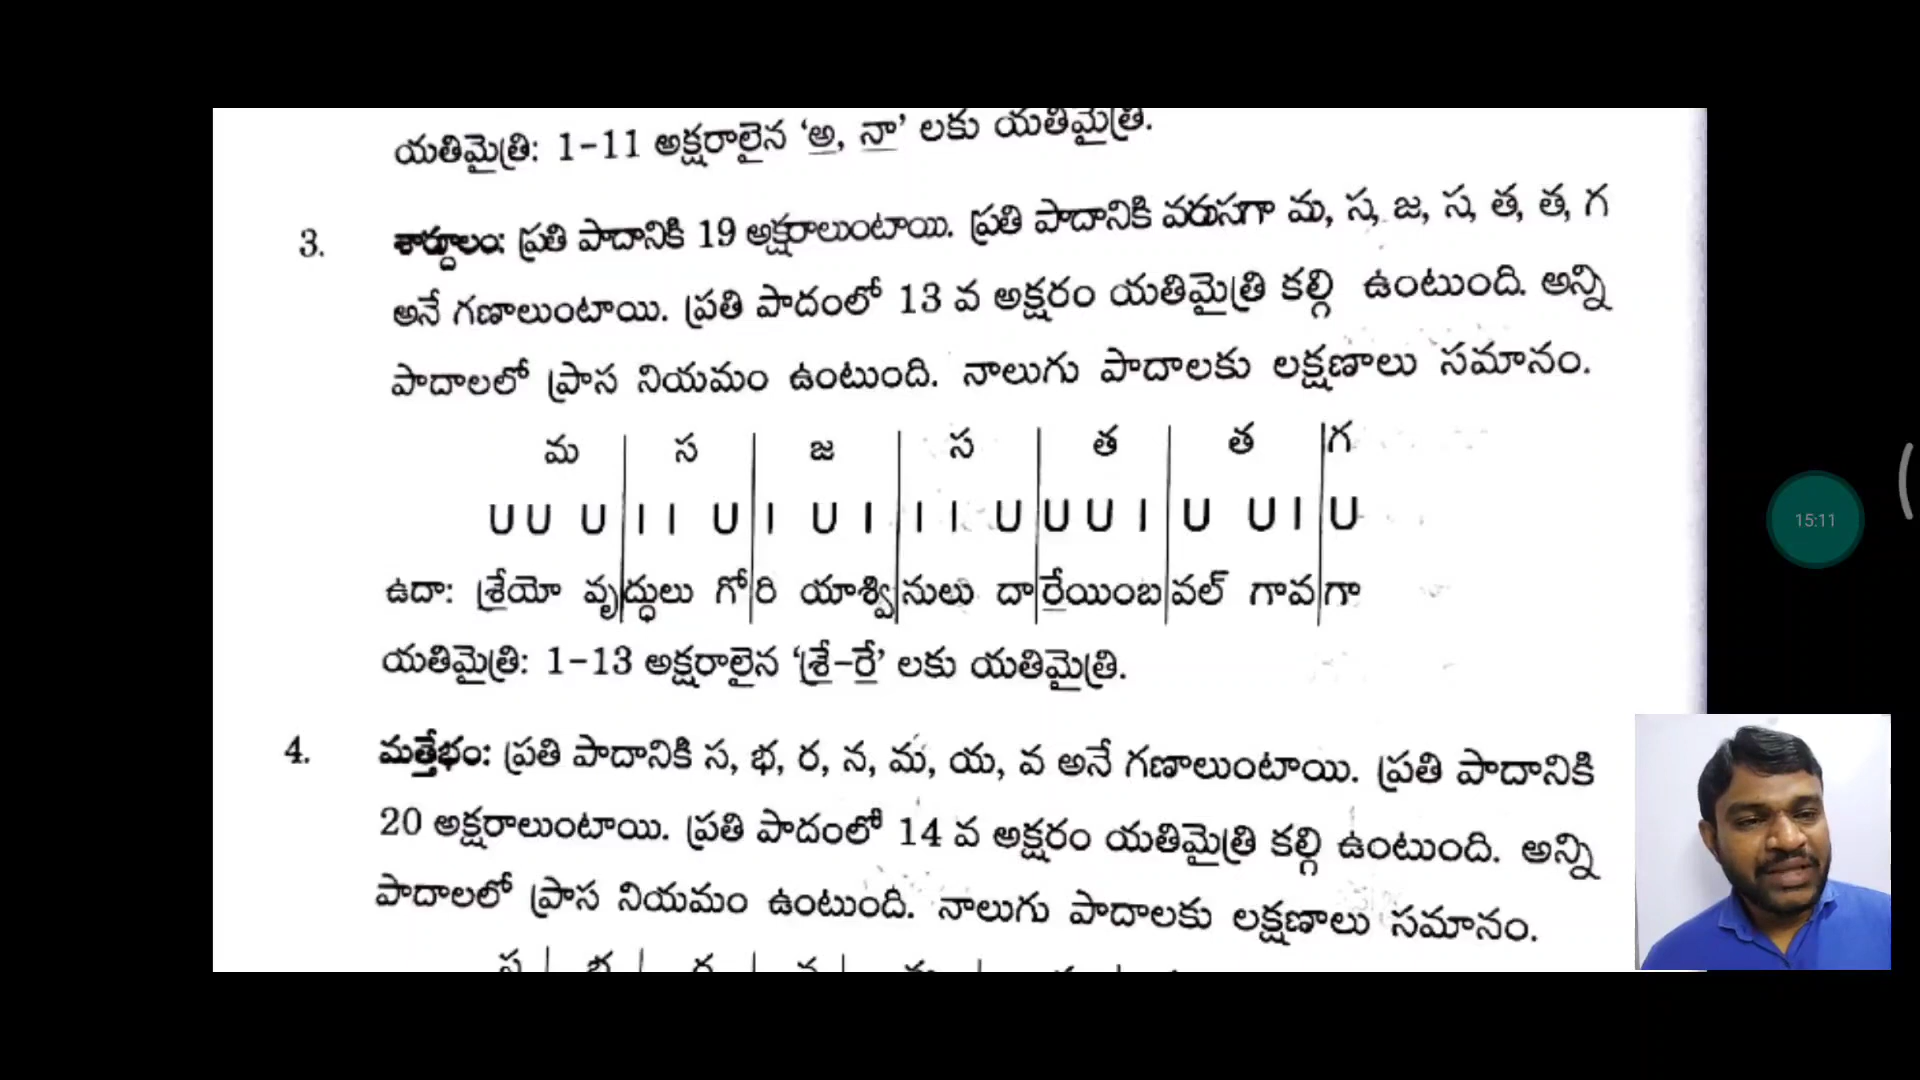 యతిమైత్రి: 1-11 అక్షరాలైన ‘అ, నా’ లకు యతిమైత్రి.
3. శార్దూలం: ప్రతి పాదానికి 19 అక్షరాలుంటాయి. ప్రతి పాదానికి వరుసగా మ, స, జ, స, త, త, గ
అనే గణాలుంటాయి. ప్రతి పాదంలో 13 వ అక్షరం యతిమైత్రి కల్గి ఉంటుంది. అన్ని
పాదాలలో ప్రాస నియమం ఉంటుంది. నాలుగు పాదాలకు లక్షణాలు సమానం.
మ | స | జ | స | త | త | గ
U U U | I I U | I U I | I I U | U U I | U U I | U
ఉదా: శ్రేయో వృ|ద్ధులు గో|రి యాశ్వి|నులు దా|రేయింబ|వల్ గావ|గా
యతిమైత్రి: 1-13 అక్షరాలైన ‘శ్రే-రే’ లకు యతిమైత్రి.
4. మత్తేభం: ప్రతి పాదానికి స, భ, ర, న, మ, య, వ అనే గణాలుంటాయి. ప్రతి పాదానికి
20 అక్షరాలుంటాయి. ప్రతి పాదంలో 14 వ అక్షరం యతిమైత్రి కల్గి ఉంటుంది. అన్ని
పాదాలలో ప్రాస నియమం ఉంటుంది. నాలుగు పాదాలకు లక్షణాలు సమానం.
15:11